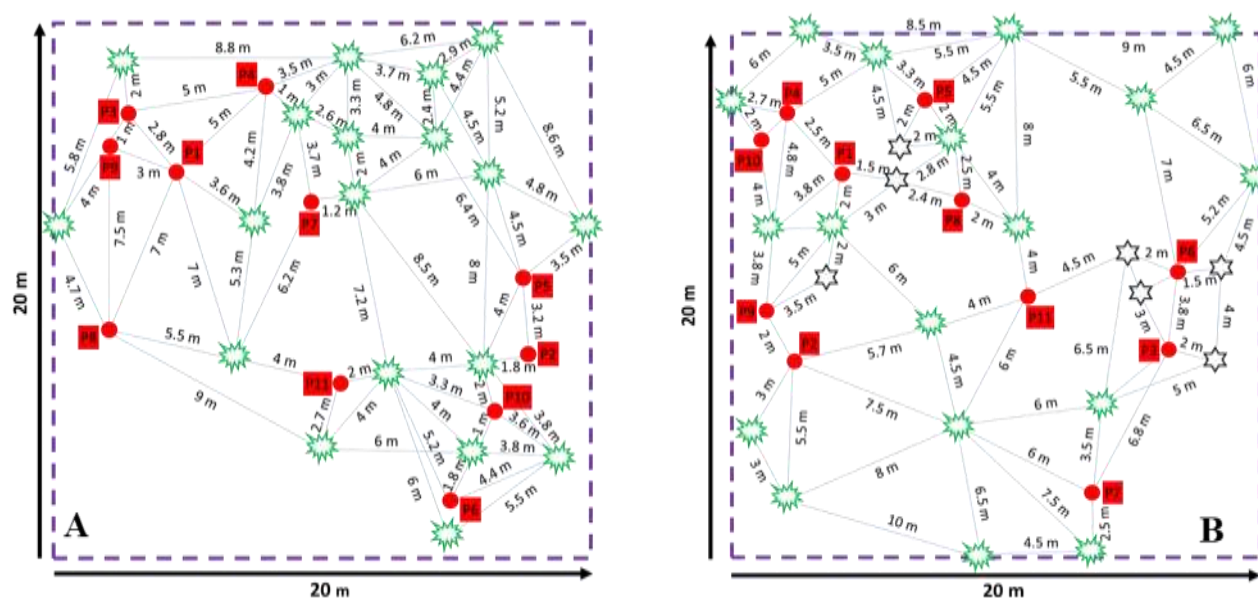 8.8 m
6.2 m
2.9 m
3.5 m
3 m
3.7 m
4.4 m
P4
2 m
5 m
1 m
3.3 m
4.8 m
2.4 m
5.2 m
P3
2.6 m
4 m
4.5 m
8.6 m
1 m
2.8 m
5 m
P1
P9
5.8 m
4.2 m
3.7 m
2 m
4 m
6 m
3 m
3.8 m
4.8 m
4 m
3.6 m
1.2 m
P7
6.4 m
4.5 m
7.5 m
7 m
7 m
5.3 m
6.2 m
8.5 m
8 m
3.5 m
4.7 m
P5
7.2 m
4 m
3.2 m
P8
5.5 m
4 m
4 m
P2
1.8 m
P11
2 m
3.3 m
2 m
P10
9 m
2.7 m
4 m
4 m
1 m
3.6 m
3.8 m
6 m
5.2 m
3.8 m
1.8 m
4.4 m
6 m
5.5 m
P6
A
20 m
20 m
8.5 m
3.5 m
5.5 m
9 m
6 m
5 m
3.3 m
4.5 m
5.5 m
4.5 m
6 m
P4
2.7 m
4.5 m
P5
5.5 m
2 m
2 m
2 m
6.5 m
8 m
P10
2.5 m
2 m
P1
4.8 m
1.5 m
2.8 m
2.5 m
4 m
7 m
4 m
3.8 m
2 m
2.4 m
3 m
P8
2 m
5.2 m
4.5 m
3.8 m
5 m
2 m
6 m
4 m
4.5 m
2 m
P6
1.5 m
P9
3.5 m
4 m
P11
3 m
3.8 m
4 m
2 m
P2
5.7 m
6.5 m
P3
2 m
3 m
4.5 m
6 m
5 m
5.5 m
7.5 m
6 m
3.5 m
6.8 m
3 m
8 m
6 m
6.5 m
7.5 m
P7
10 m
4.5 m
2.5 m
B
20 m
20 m